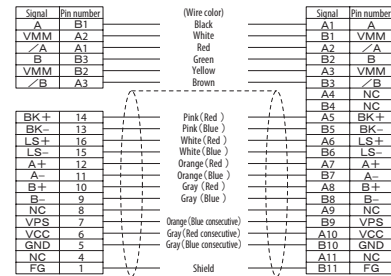 Signal Pin number (Wire color) Signal Pin number
A B1 Black A1 A
VMM A2 White B1 VMM
/A A1 Red A2 /A
B B3 Green B2 B
VMM B2 Yellow A3 VMM
/B A3 Brown B3 /B
A4 NC
B4 NC
BK+ 14 Pink(Red ) A5 BK+
BK− 13 Pink(Blue ) B5 BK−
LS+ 16 White(Red ) A6 LS+
LS− 15 White(Blue ) B6 LS−
A+ 12 Orange(Red ) A7 A+
A− 11 Orange(Blue ) B7 A−
B+ 10 Gray (Red ) A8 B+
B− 9 Gray (Blue ) B8 B−
NC 8 A9 NC
VPS 7 Orange(Blue consecutive) B9 VPS
VCC 6 Gray(Red consecutive) A10 VCC
GND 5 Gray(Blue consecutive) B10 GND
NC 4 A11 NC
FG 1 Shield B11 FG